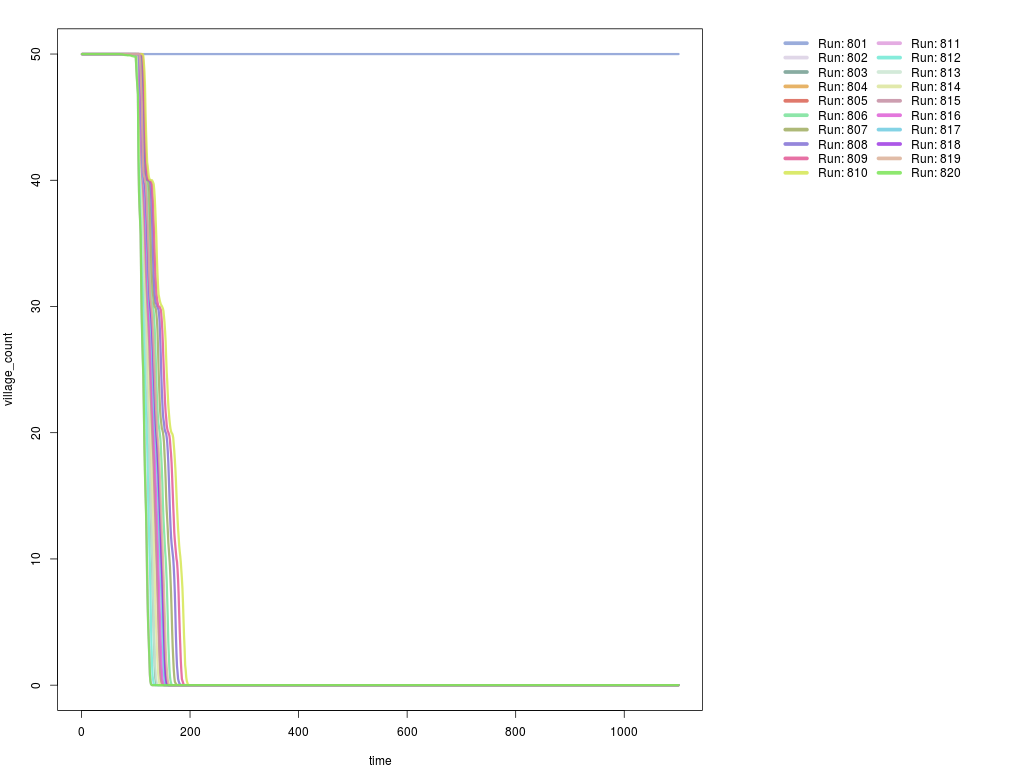 50
40
30
20
10
0
village_count
0 200 400 600 800 1000
time
Run: 801 Run: 811
Run: 802 Run: 812
Run: 803 Run: 813
Run: 804 Run: 814
Run: 805 Run: 815
Run: 806 Run: 816
Run: 807 Run: 817
Run: 808 Run: 818
Run: 809 Run: 819
Run: 810 Run: 820